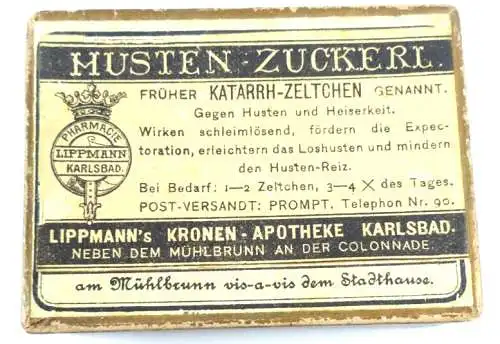 HUSTEN-ZUCKERL.
FRÜHER KATARRH-ZELTCHEN GENANNT.
Gegen Husten und Heiserkeit.
Wirken schleimlösend, fördern die Expec-
toration, erleichtern das Loshusten und mindern
den Husten-Reiz.
Bei Bedarf: 1—2 Zeltchen, 3—4 X des Tages.
POST-VERSANDT: PROMPT. Telephon Nr. 90.
PHARMACIE
LIPPMANN
KARLSBAD.
LIPPMANN's KRONEN-APOTHEKE KARLSBAD.
NEBEN DEM MÜHLBRUNN AN DER COLONNADE.
am Mühlbrunn vis-a-vis dem Stadthause.